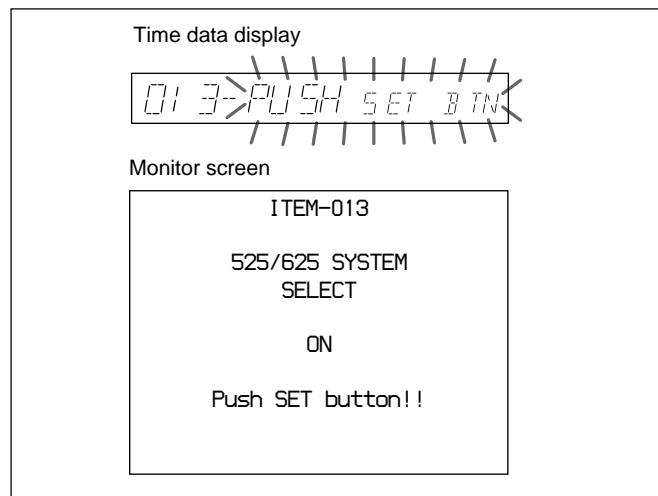 Time data display
013-PUSH SET BTN
Monitor screen
ITEM-013
525/625 SYSTEM
SELECT
ON
Push SET button!!